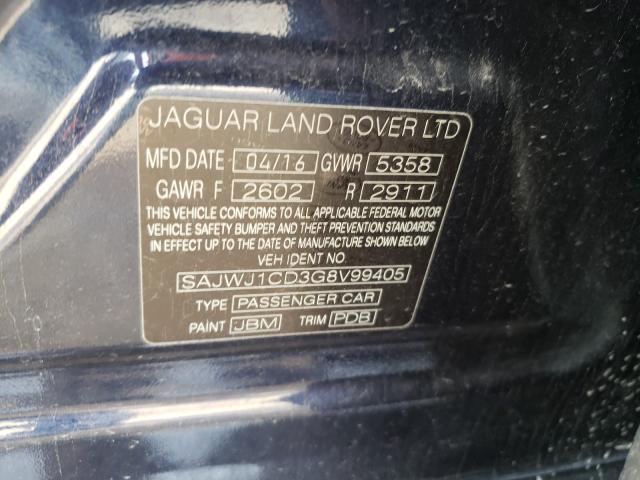 JAGUAR LAND ROVER LTD
MFD DATE 04/16 GVWR 5358
GAWR F 2602 R 2911
THIS VEHICLE CONFORMS TO ALL APPLICABLE FEDERAL MOTOR
VEHICLE SAFETY BUMPER AND THEFT PREVENTION STANDARDS
IN EFFECT UP TO THE DATE OF MANUFACTURE SHOWN BELOW
VEH IDENT NO.
SAJWJ1CD3G8V99405
TYPE PASSENGER CAR
PAINT JBM TRIM PDB